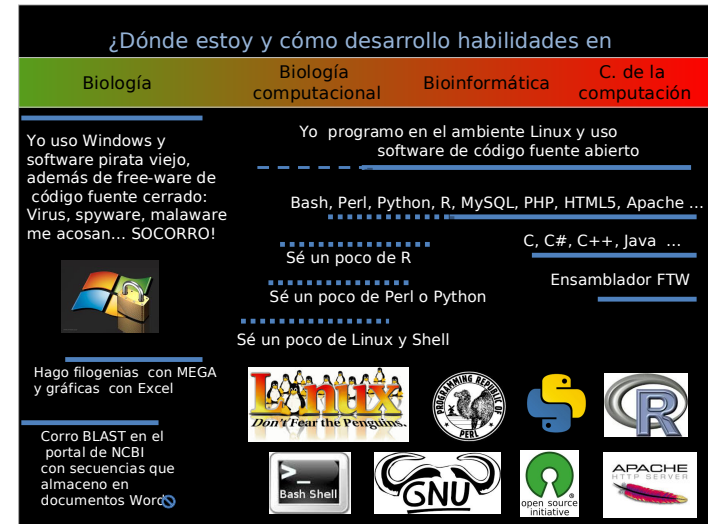 ¿Dónde estoy y cómo desarrollo habilidades en
Biología
Biología
computacional
Bioinformática
C. de la
computación
Yo uso Windows y
software pirata viejo,
además de free-ware de
código fuente cerrado:
Virus, spyware, malaware
me acosan... SOCORRO!
Hago filogenias con MEGA
y gráficas con Excel
Corro BLAST en el
portal de NCBI
con secuencias que
almaceno en
documentos Word
Yo programo en el ambiente Linux y uso
software de código fuente abierto
Bash, Perl, Python, R, MySQL, PHP, HTML5, Apache ...
C, C#, C++, Java ...
Sé un poco de R
Ensamblador FTW
Sé un poco de Perl o Python
Sé un poco de Linux y Shell
Linux
Don't Fear the Penguins.
PROGRAMMING REPUBLIC OF
PERL
R
>_
Bash Shell
GNU
open source
initiative
APACHE
HTTP SERVER